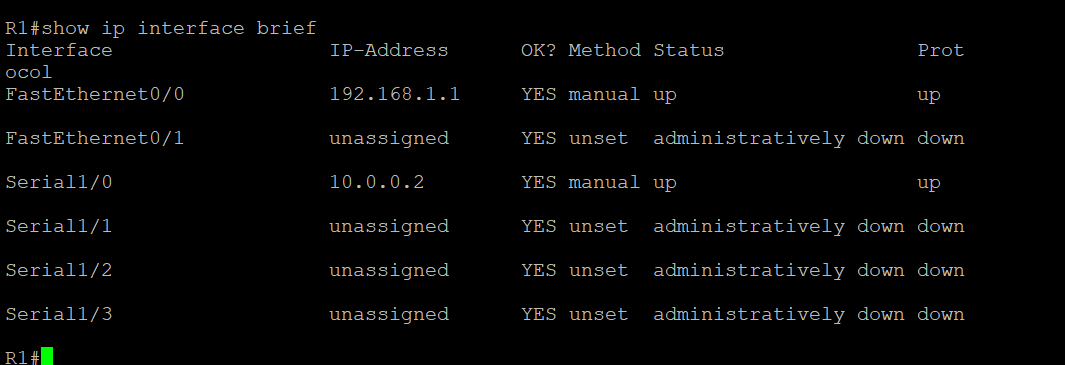 R1#show ip interface brief
Interface                  IP-Address      OK? Method Status                Prot
ocol
FastEthernet0/0            192.168.1.1     YES manual up                    up
FastEthernet0/1            unassigned      YES unset  administratively down down
Serial1/0                  10.0.0.2        YES manual up                    up
Serial1/1                  unassigned      YES unset  administratively down down
Serial1/2                  unassigned      YES unset  administratively down down
Serial1/3                  unassigned      YES unset  administratively down down
R1#